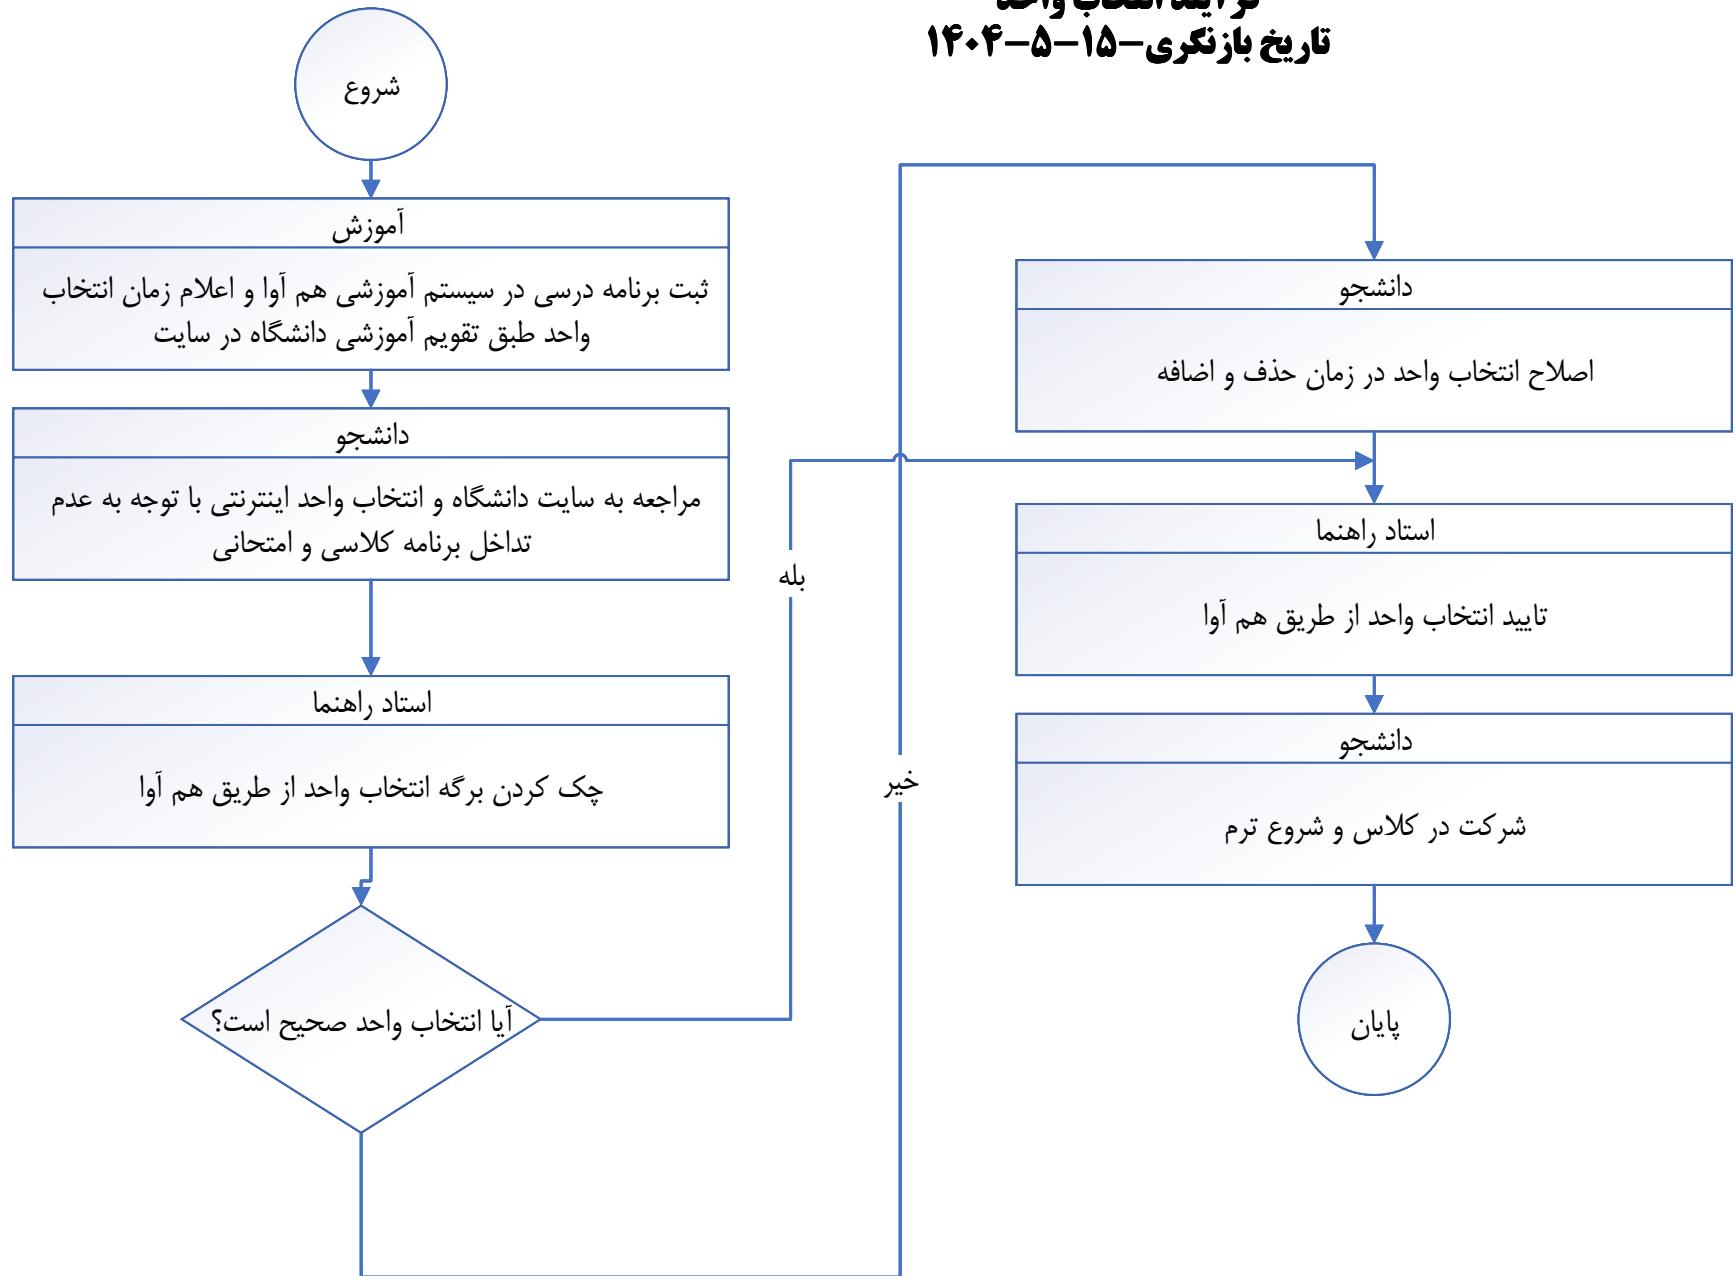 فرآیند انتخاب واحد
تاریخ بازنگری-۱۵-۵-۱۴۰۴
شروع
آموزش
ثبت برنامه درسی در سیستم آموزشی هم آوا و اعلام زمان انتخاب
واحد طبق تقویم آموزشی دانشگاه در سایت
دانشجو
مراجعه به سایت دانشگاه و انتخاب واحد اینترنتی با توجه به عدم
تداخل برنامه کلاسی و امتحانی
استاد راهنما
چک کردن برگه انتخاب واحد از طریق هم آوا
آیا انتخاب واحد صحیح است؟
بله
خیر
دانشجو
اصلاح انتخاب واحد در زمان حذف و اضافه
استاد راهنما
تایید انتخاب واحد از طریق هم آوا
دانشجو
شرکت در کلاس و شروع ترم
پایان